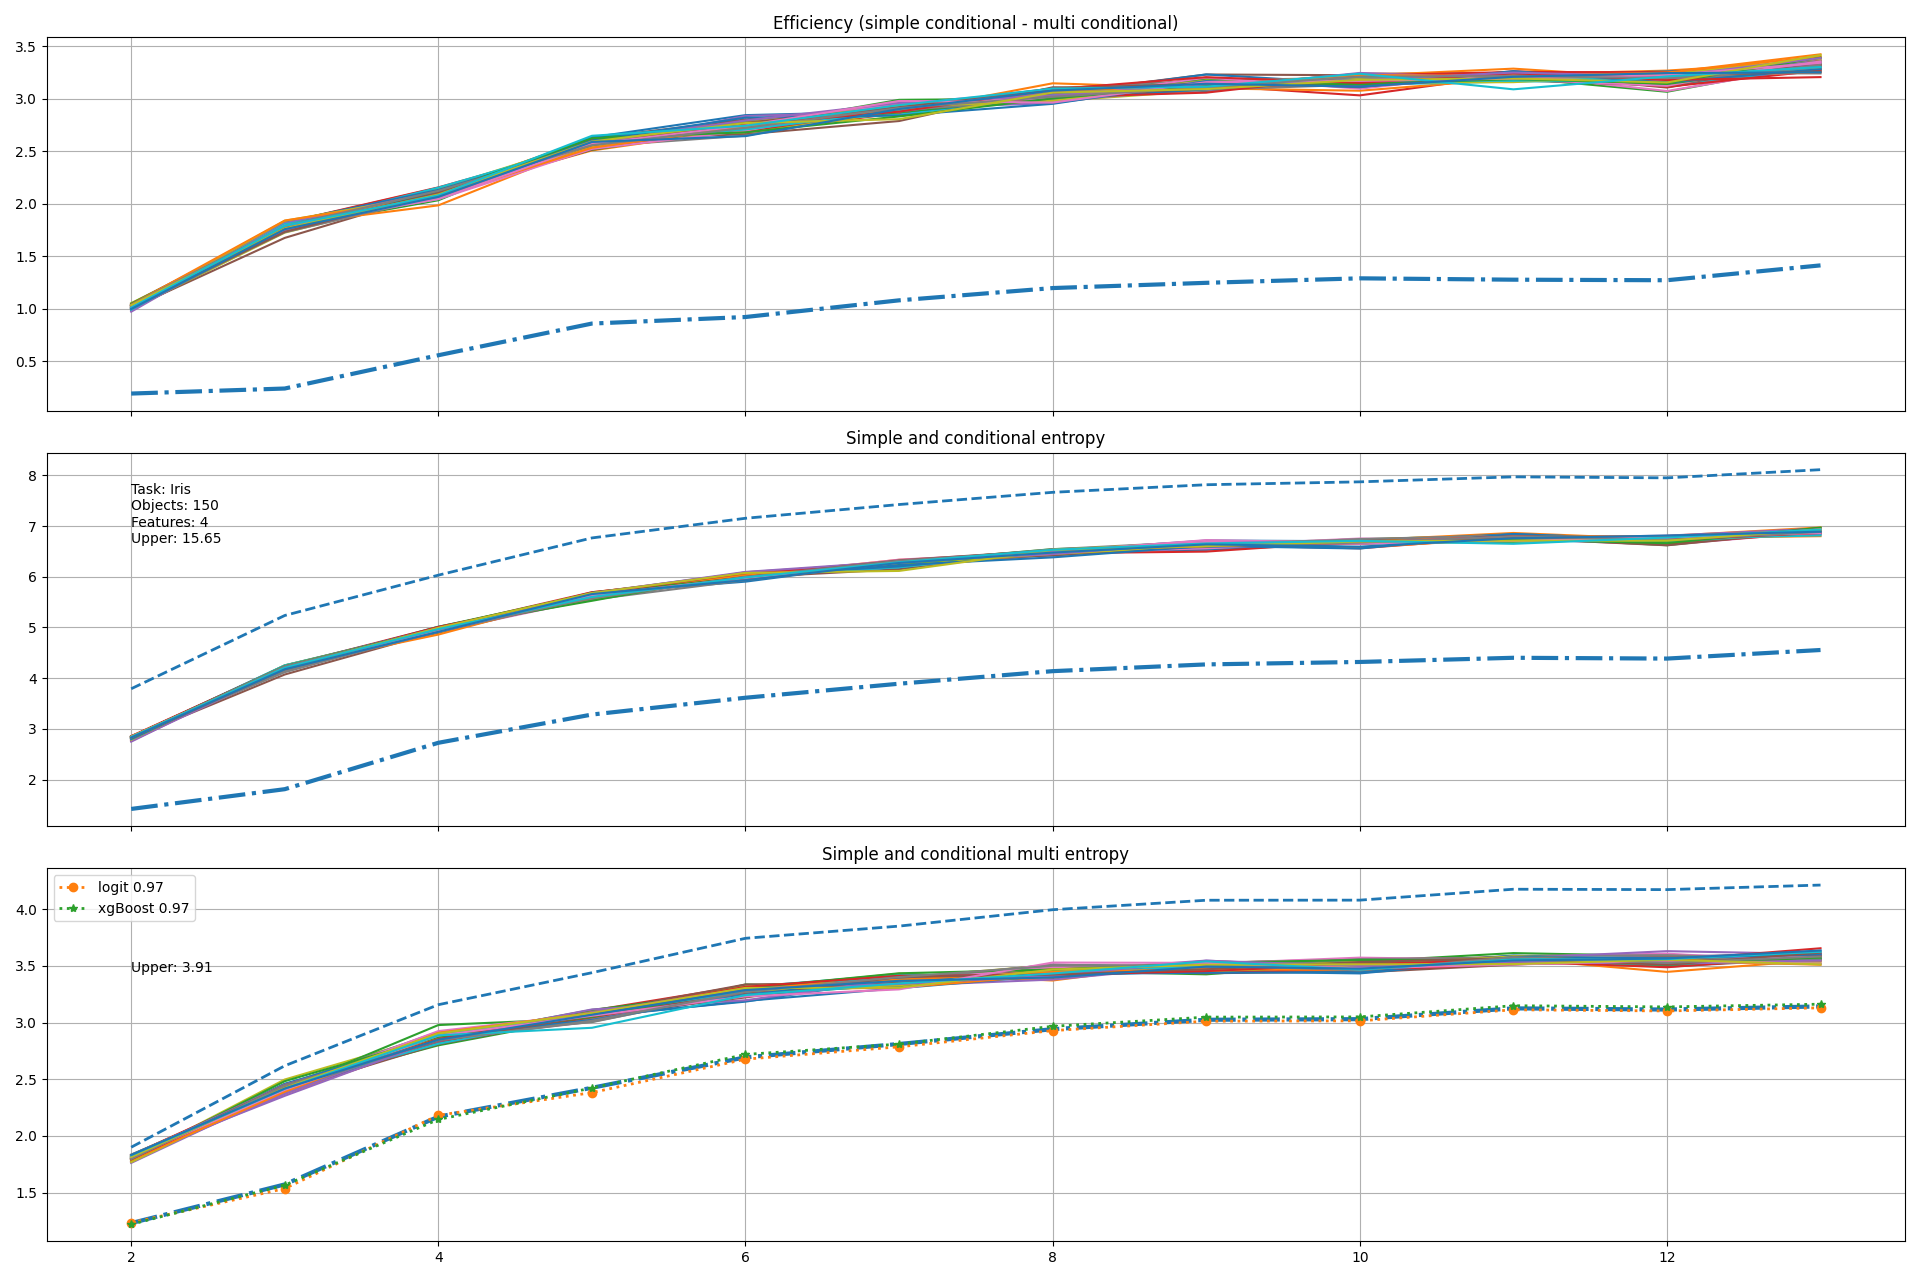 Efficiency (simple conditional - multi conditional)
3.5
3.0
2.5
2.0
1.5
1.0
0.5
Simple and conditional entropy
8
7
6
5
4
3
2
Task: Iris
Objects: 150
Features: 4
Upper: 15.65
Simple and conditional multi entropy
4.0
3.5
3.0
2.5
2.0
1.5
logit 0.97
xgBoost 0.97
Upper: 3.91
2 4 6 8 10 12